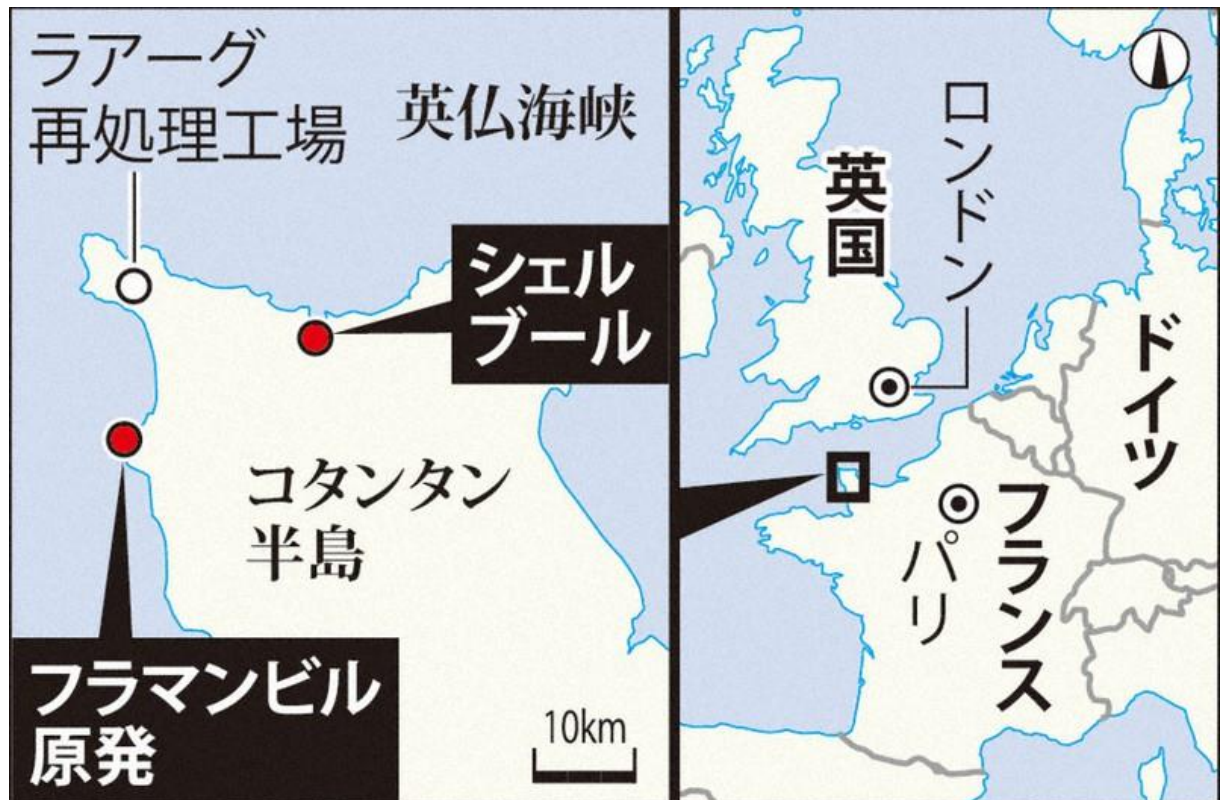 ラアーグ
再処理工場
英仏海峡
シェル
ブール
コタンタン
半島
フラマンビル
原発
10km
英国
ロンドン
ドイツ
フランス
パリ